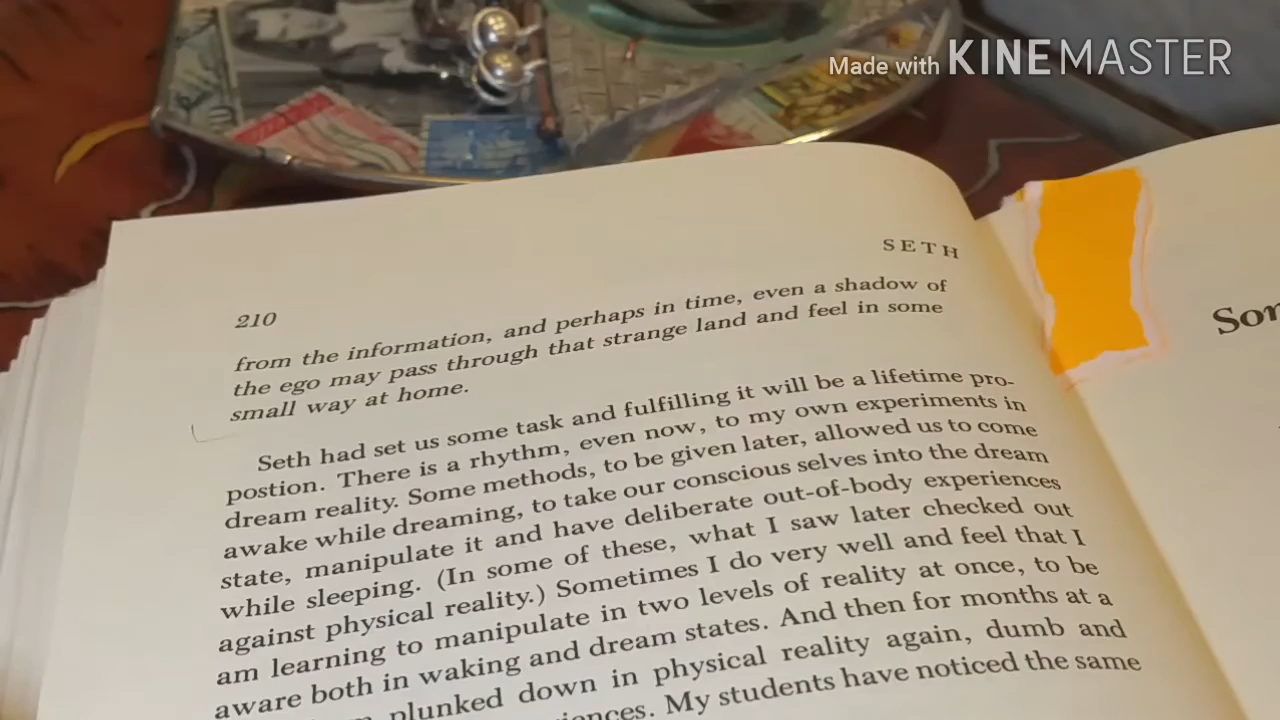 Made with KINEMASTER
SETH
210
from the information, and perhaps in time, even a shadow of
the ego may pass through that strange land and feel in some
small way at home.
Seth had set us some task and fulfilling it will be a lifetime pro-
postion. There is a rhythm, even now, to my own experiments in
dream reality. Some methods, to be given later, allowed us to come
awake while dreaming, to take our conscious selves into the dream
state, manipulate it and have deliberate out-of-body experiences
while sleeping. (In some of these, what I saw later checked out
against physical reality.) Sometimes I do very well and feel that I
am learning to manipulate in two levels of reality at once, to be
aware both in waking and dream states. And then for months at a
plunked down in physical reality again, dumb and
My students have noticed the same